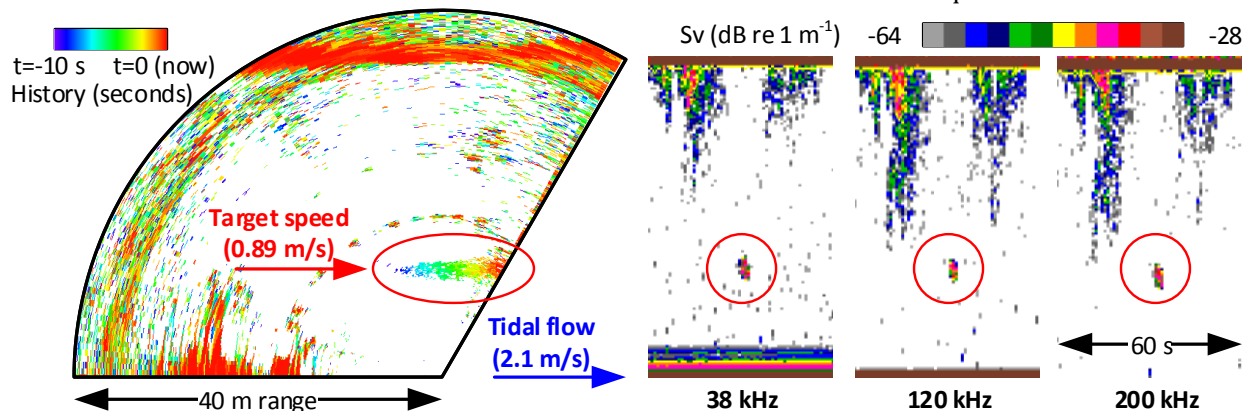 Sv (dB re 1 m⁻¹) -64 -28
t=-10 s t=0 (now)
History (seconds)
Target speed
(0.89 m/s)
Tidal flow
(2.1 m/s)
40 m range
60 s
38 kHz 120 kHz 200 kHz